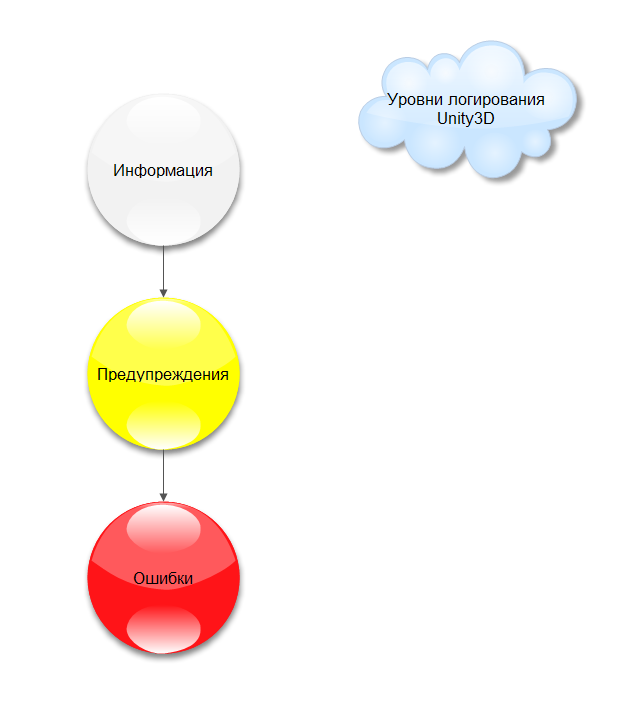 Уровни логирования
Unity3D
Информация
Предупреждения
Ошибки